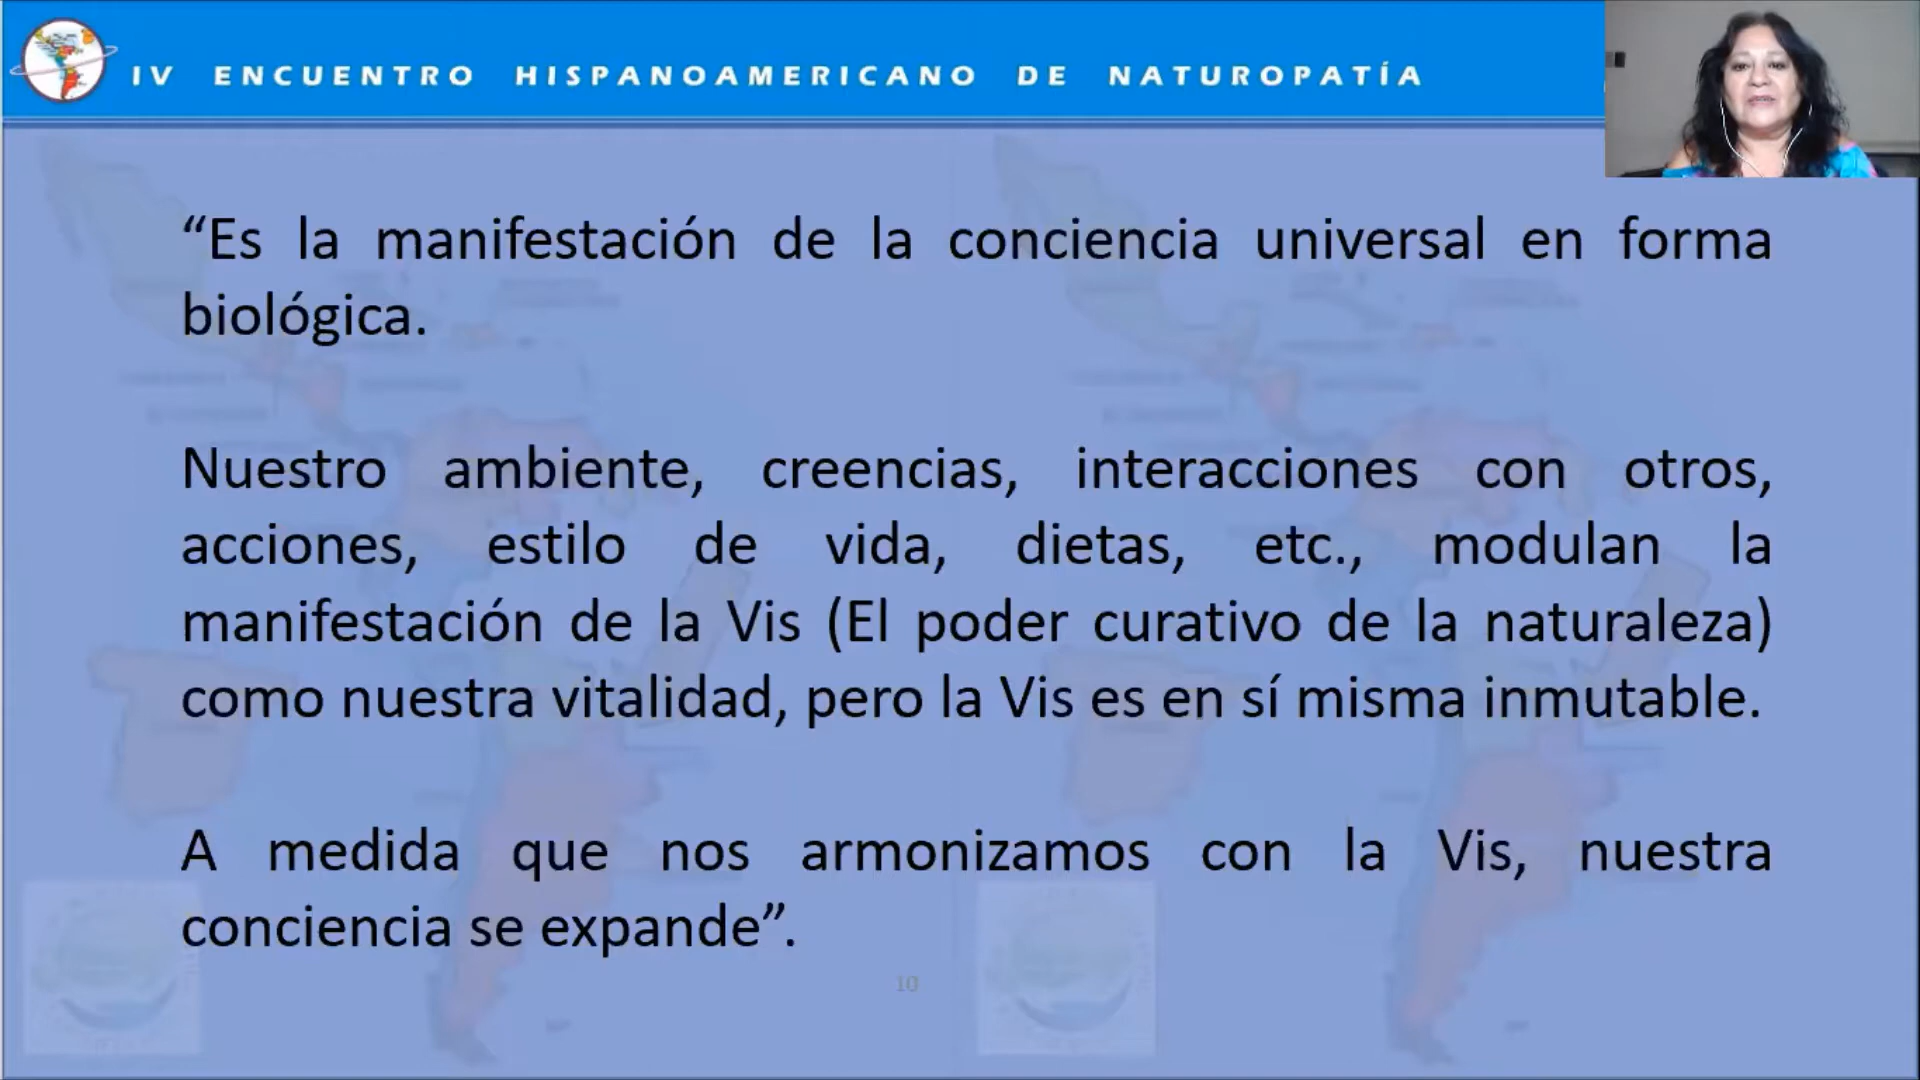 IV ENCUENTRO HISPANOAMERICANO DE NATUROPATÍA
“Es la manifestación de la conciencia universal en forma
biológica.
Nuestro ambiente, creencias, interacciones con otros,
acciones, estilo de vida, dietas, etc., modulan la
manifestación de la Vis (El poder curativo de la naturaleza)
como nuestra vitalidad, pero la Vis es en sí misma inmutable.
A medida que nos armonizamos con la Vis, nuestra
conciencia se expande”.
10